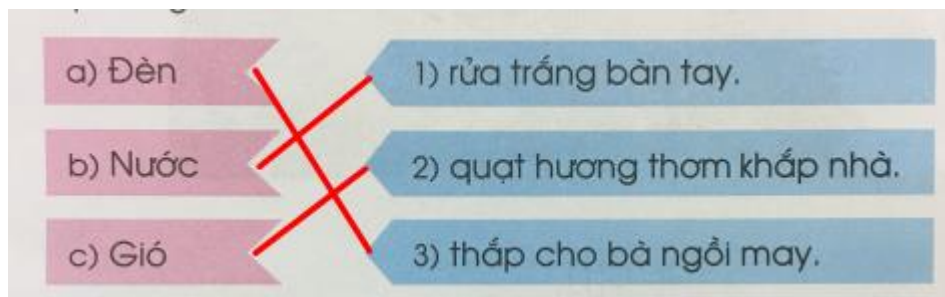 a) Đèn
1) rửa trắng bàn tay.
b) Nước
2) quạt hương thơm khắp nhà.
c) Gió
3) thắp cho bà ngồi may.